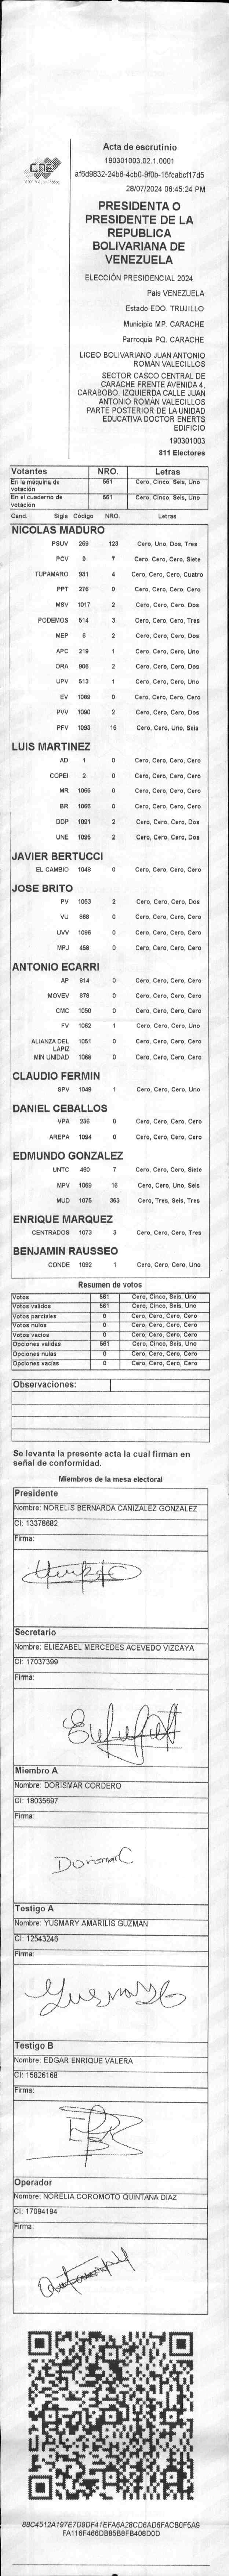 CNE
Acta de escrutinio
190301003.02.1.0001
af6d9832-24b6-4cb0-9f0b-15fcabcf17d5
28/07/2024 06:45:24 PM
PRESIDENTA O
PRESIDENTE DE LA
REPUBLICA
BOLIVARIANA DE
VENEZUELA
ELECCIÓN PRESIDENCIAL 2024
País VENEZUELA
Estado EDO. TRUJILLO
Municipio MP. CARACHE
Parroquia PQ. CARACHE
LICEO BOLIVARIANO JUAN ANTONIO
ROMÁN VALECILLOS
SECTOR CASCO CENTRAL DE
CARACHE FRENTE AVENIDA 4,
CARABOBO. IZQUIERDA CALLE JUAN
ANTONIO ROMÁN VALECILLOS
PARTE POSTERIOR DE LA UNIDAD
EDUCATIVA DOCTOR ENERTS
EDIFICIO
190301003
811 Electores
Votantes NRO. Letras
En la máquina de votación 561 Cero, Cinco, Seis, Uno
En el cuaderno de votación 561 Cero, Cinco, Seis, Uno
Cand. Sigla Código NRO. Letras
NICOLAS MADURO
PSUV 269 123 Cero, Uno, Dos, Tres
PCV 9 7 Cero, Cero, Cero, Siete
TUPAMARO 931 4 Cero, Cero, Cero, Cuatro
PPT 276 0 Cero, Cero, Cero, Cero
MSV 1017 2 Cero, Cero, Cero, Dos
PODEMOS 514 3 Cero, Cero, Cero, Tres
MEP 6 2 Cero, Cero, Cero, Dos
APC 219 1 Cero, Cero, Cero, Uno
ORA 906 2 Cero, Cero, Cero, Dos
UPV 513 1 Cero, Cero, Cero, Uno
EV 1089 0 Cero, Cero, Cero, Cero
PVV 1090 2 Cero, Cero, Cero, Dos
PFV 1093 16 Cero, Cero, Uno, Seis
LUIS MARTINEZ
AD 1 0 Cero, Cero, Cero, Cero
COPEI 2 0 Cero, Cero, Cero, Cero
MR 1065 0 Cero, Cero, Cero, Cero
BR 1066 0 Cero, Cero, Cero, Cero
DDP 1091 2 Cero, Cero, Cero, Dos
UNE 1095 2 Cero, Cero, Cero, Dos
JAVIER BERTUCCI
EL CAMBIO 1048 0 Cero, Cero, Cero, Cero
JOSE BRITO
PV 1053 2 Cero, Cero, Cero, Dos
VU 868 0 Cero, Cero, Cero, Cero
UVV 1096 0 Cero, Cero, Cero, Cero
MPJ 458 0 Cero, Cero, Cero, Cero
ANTONIO ECARRI
AP 814 0 Cero, Cero, Cero, Cero
MOVEV 878 0 Cero, Cero, Cero, Cero
CMC 1050 0 Cero, Cero, Cero, Cero
FV 1062 1 Cero, Cero, Cero, Uno
ALIANZA DEL LAPIZ 1051 0 Cero, Cero, Cero, Cero
MIN UNIDAD 1068 0 Cero, Cero, Cero, Cero
CLAUDIO FERMIN
SPV 1049 1 Cero, Cero, Cero, Uno
DANIEL CEBALLOS
VPA 236 0 Cero, Cero, Cero, Cero
AREPA 1094 0 Cero, Cero, Cero, Cero
EDMUNDO GONZALEZ
UNTC 460 7 Cero, Cero, Cero, Siete
MPV 1069 16 Cero, Cero, Uno, Seis
MUD 1075 363 Cero, Tres, Seis, Tres
ENRIQUE MARQUEZ
CENTRADOS 1073 3 Cero, Cero, Cero, Tres
BENJAMIN RAUSSEO
CONDE 1092 1 Cero, Cero, Cero, Uno
Resumen de votos
Votos 561 Cero, Cinco, Seis, Uno
Votos validos 561 Cero, Cinco, Seis, Uno
Votos parciales 0 Cero, Cero, Cero, Cero
Votos nulos 0 Cero, Cero, Cero, Cero
Votos vacíos 0 Cero, Cero, Cero, Cero
Opciones validas 561 Cero, Cinco, Seis, Uno
Opciones nulas 0 Cero, Cero, Cero, Cero
Opciones vacías 0 Cero, Cero, Cero, Cero
Observaciones:
Se levanta la presente acta la cual firman en
señal de conformidad.
Miembros de la mesa electoral
Presidente
Nombre: NORELIS BERNARDA CAÑIZALEZ GONZALEZ
CI: 13378682
Firma:
Secretario
Nombre: ELIEZABEL MERCEDES ACEVEDO VIZCAYA
CI: 17037399
Firma:
Miembro A
Nombre: DORISMAR CORDERO
CI: 18035697
Firma:
Dorismar C
Testigo A
Nombre: YUSMARY AMARILIS GUZMAN
CI: 12543246
Firma:
Testigo B
Nombre: EDGAR ENRIQUE VALERA
CI: 15826168
Firma:
Operador
Nombre: NORELIA COROMOTO QUINTANA DIAZ
CI: 17094194
Firma:
88C4512A197E7D9DF41EFA6A28CD6AD6FACB0F5A9
FA116F466DB85B8FB408D0D